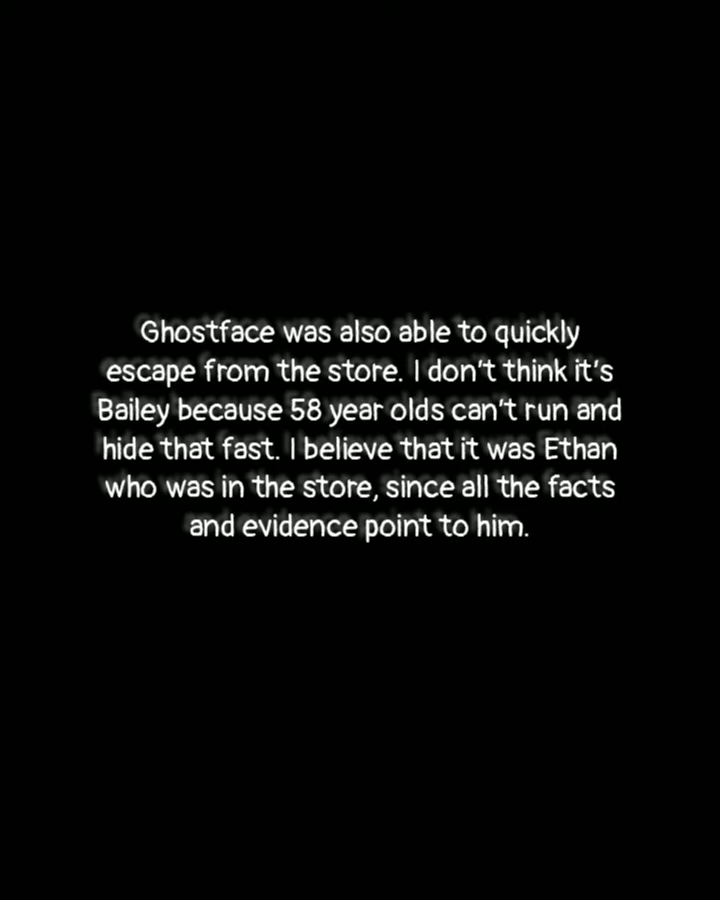 Ghostface was also able to quickly
escape from the store. I don't think it's
Bailey because 58 year olds can't run and
hide that fast. I believe that it was Ethan
who was in the store, since all the facts
and evidence point to him.